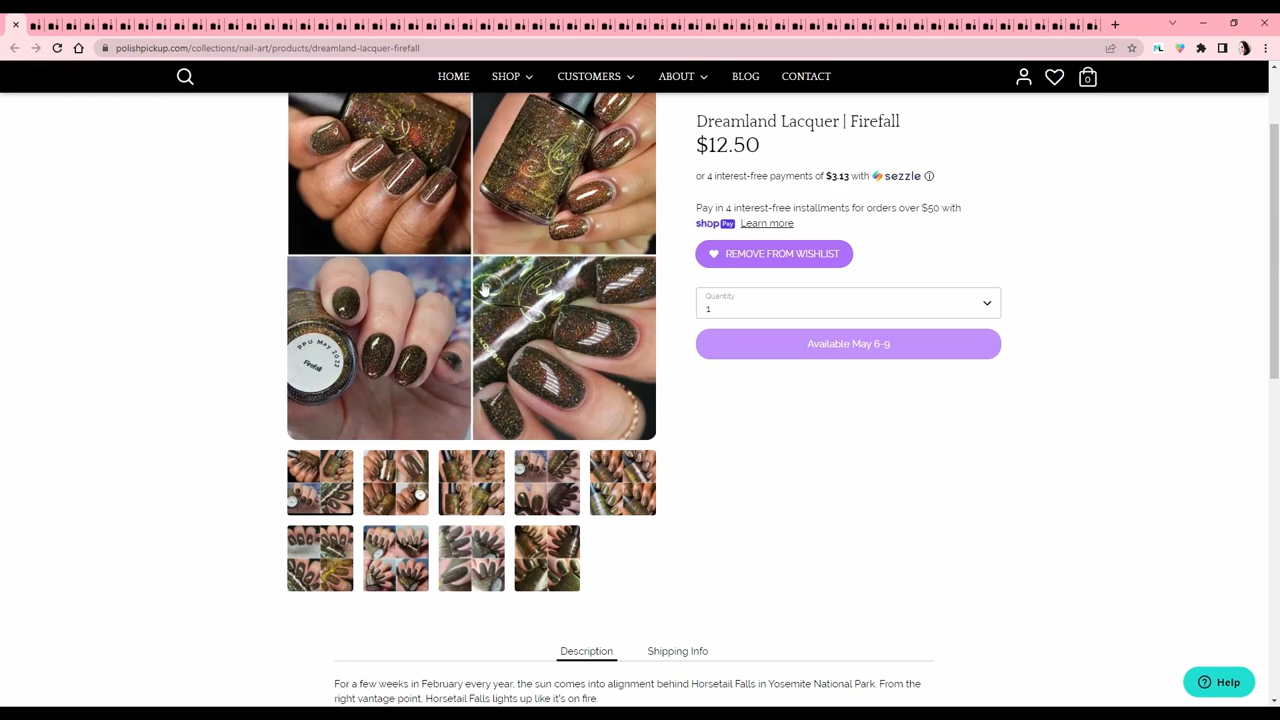 polishpickup.com/collections/nail-art/products/dreamland-lacquer-firefall
HOME SHOP CUSTOMERS ABOUT BLOG CONTACT
0
Dreamland Lacquer | Firefall
$12.50
or 4 interest-free payments of $3.13 with sezzle
Pay in 4 interest-free installments for orders over $50 with
shop Pay Learn more
REMOVE FROM WISHLIST
Quantity
1
Available May 6-9
PPU May 2022
Firefall
Description Shipping Info
For a few weeks in February every year, the sun comes into alignment behind Horsetail Falls in Yosemite National Park. From the
right vantage point, Horsetail Falls lights up like it's on fire.
Help